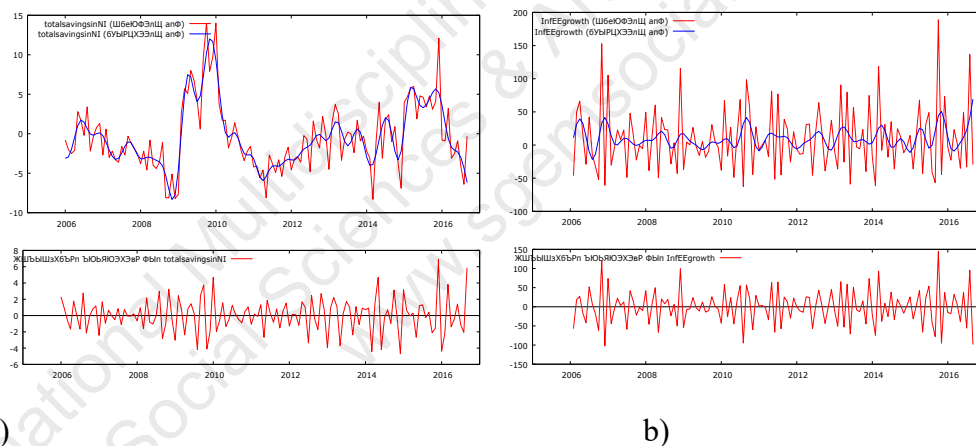 totalsavingsinNI (ШбеЮФЭлЩ апФ)
totalsavingsinNI (бУЫРЦХЭЭлЩ апФ)
15
10
5
0
-5
-10
2006 2008 2010 2012 2014 2016
ЖШЪЫШзХбЪРп ЪЮЬЯЮЭХЭвР ФЫп totalsavingsinNI
8
6
4
2
0
-2
-4
-6
2006 2008 2010 2012 2014 2016
InfEEgrowth (ШбеЮФЭлЩ апФ)
InfEEgrowth (бУЫРЦХЭЭлЩ апФ)
200
150
100
50
0
-50
-100
2006 2008 2010 2012 2014 2016
ЖШЪЫШзХбЪРп ЪЮЬЯЮЭХЭвР ФЫп InfEEgrowth
150
100
50
0
-50
-100
-150
2006 2008 2010 2012 2014 2016
)
b)